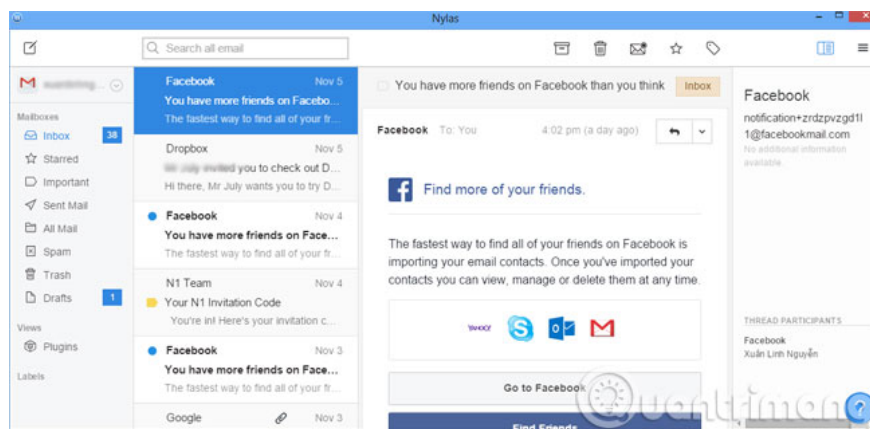 Nylas
Search all email
Mailboxes
Inbox 38
Starred
Important
Sent Mail
All Mail
Spam
Trash
Drafts 1
Views
Plugins
Labels
Facebook Nov 5
You have more friends on Facebo...
The fastest way to find all of your fr...
Dropbox Nov 5
you to check out D...
Hi there, Mr July wants you to try D...
Facebook Nov 4
You have more friends on Face...
The fastest way to find all of your fr...
N1 Team Nov 4
Your N1 Invitation Code
You're in! Here's your invitation c...
Facebook Nov 3
You have more friends on Face...
The fastest way to find all of your fr...
Google Nov 3
You have more friends on Facebook than you think Inbox
Facebook To: You 4:02 pm (a day ago)
Find more of your friends.
The fastest way to find all of your friends on Facebook is
importing your email contacts. Once you've imported your
contacts you can view, manage or delete them at any time.
YAHOO!
Go to Facebook
Find Friends
Facebook
notification+zrdzpvzgd1l
1@facebookmail.com
No additional information
available.
THREAD PARTICIPANTS
Facebook
Xuân Linh Nguyễn
Quantrimang